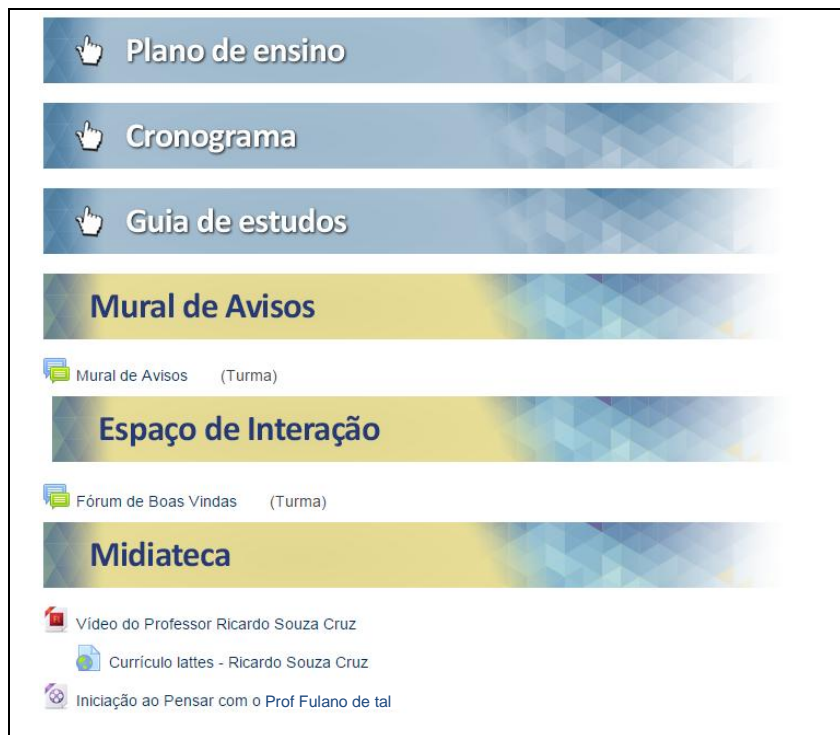 Plano de ensino
Cronograma
Guia de estudos
Mural de Avisos
Mural de Avisos (Turma)
Espaço de Interação
Fórum de Boas Vindas (Turma)
Midiateca
Vídeo do Professor Ricardo Souza Cruz
Currículo lattes - Ricardo Souza Cruz
Iniciação ao Pensar com o Prof Fulano de tal